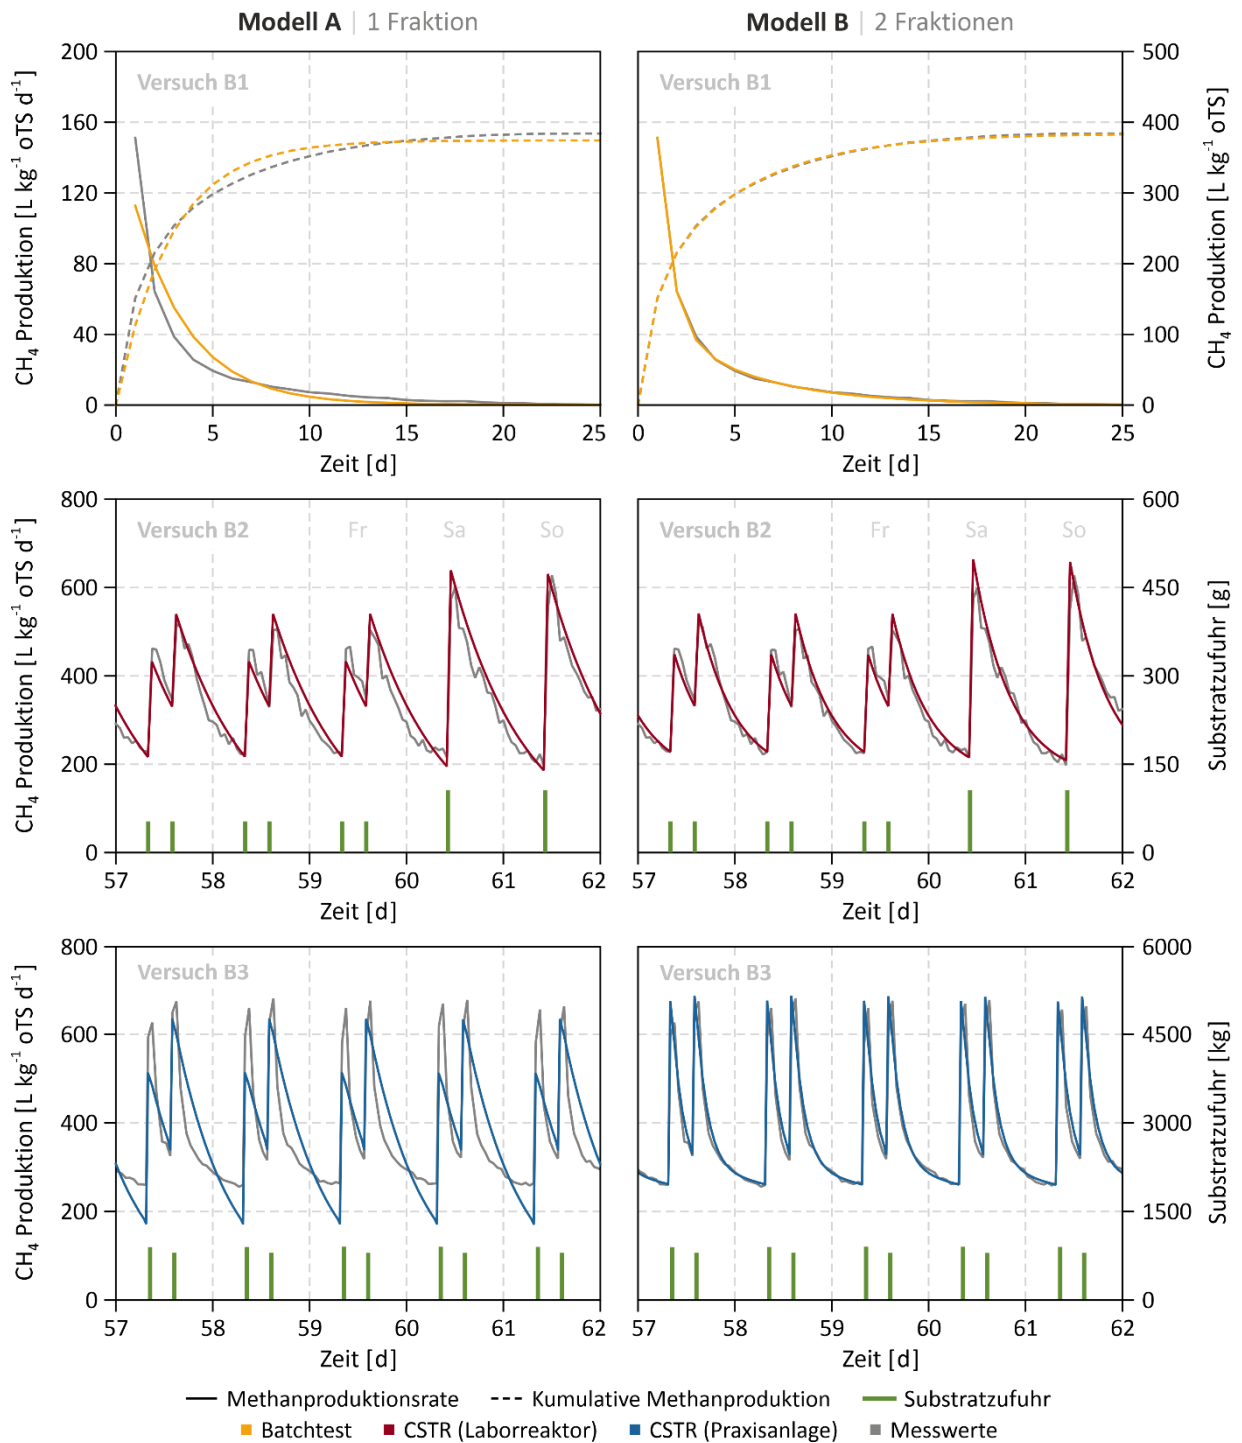 Modell A | 1 Fraktion
Modell B | 2 Fraktionen
CH₄ Produktion [L kg⁻¹ oTS d⁻¹]
200
160
120
80
40
0
Versuch B1
0 5 10 15 20 25
Zeit [d]
Versuch B1
0 5 10 15 20 25
Zeit [d]
500
400
300
200
100
0
CH₄ Produktion [L kg⁻¹ oTS]
CH₄ Produktion [L kg⁻¹ oTS d⁻¹]
800
600
400
200
0
Versuch B2 Fr Sa So
57 58 59 60 61 62
Zeit [d]
Versuch B2 Fr Sa So
57 58 59 60 61 62
Zeit [d]
600
450
300
150
0
Substratzufuhr [g]
CH₄ Produktion [L kg⁻¹ oTS d⁻¹]
800
600
400
200
0
Versuch B3
57 58 59 60 61 62
Zeit [d]
Versuch B3
57 58 59 60 61 62
Zeit [d]
6000
4500
3000
1500
0
Substratzufuhr [kg]
Methanproduktionsrate Kumulative Methanproduktion Substratzufuhr
Batchtest CSTR (Laborreaktor) CSTR (Praxisanlage) Messwerte